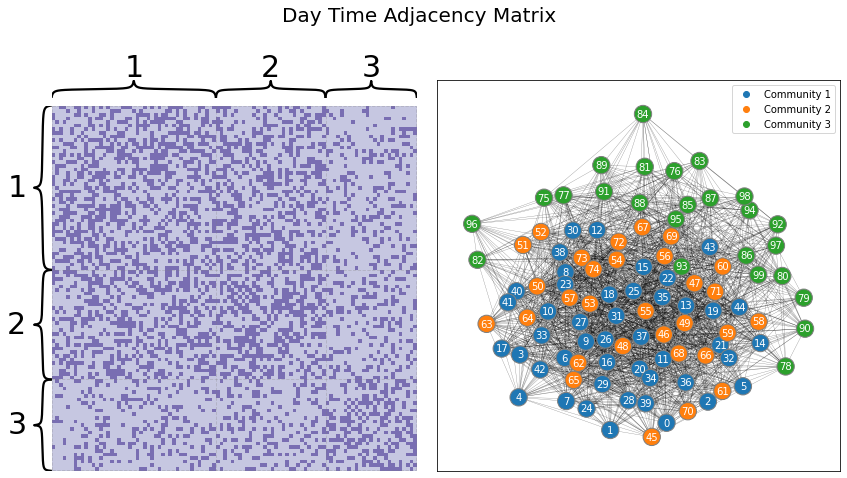 Day Time Adjacency Matrix
1 2 3
1
2
3
Community 1
Community 2
Community 3
84
89 81 76 83
75 77 91 88 85 87 98 94
96 52 30 12 72 67 69 95 43 92
51 38 73 54 56 86 97
82 8 74 15 93 60 99 80
40 50 23 22 47 71
41 57 53 18 25 35 13 44 79
63 64 10 27 31 55 49 19 58 90
33 9 26 37 46 59
17 3 48 21 14
6 62 16 11 68 66 32 78
42 65 29 20 34 36 5
4 7 24 28 39 2 61
70
0
1 45